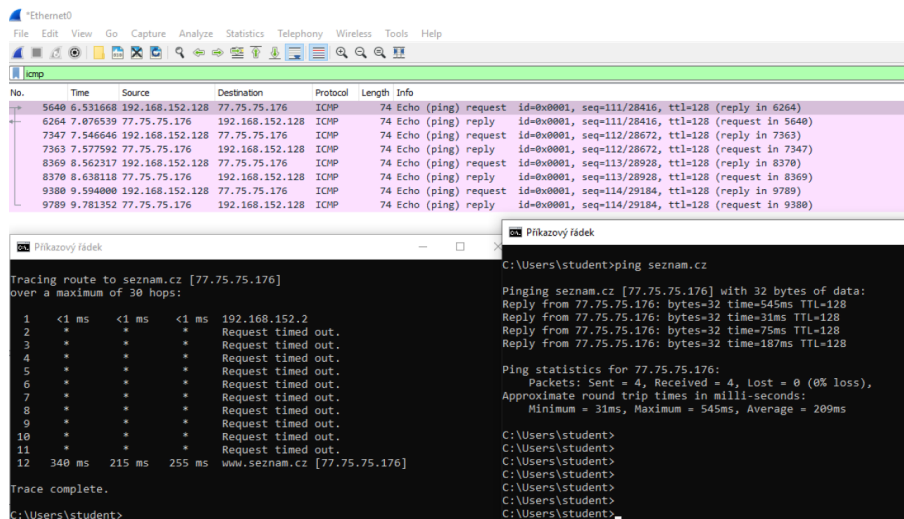 *Ethernet0
File Edit View Go Capture Analyze Statistics Telephony Wireless Tools Help
icmp
No. Time Source Destination Protocol Length Info
5640 6.531668 192.168.152.128 77.75.75.176 ICMP 74 Echo (ping) request id=0x0001, seq=111/28416, ttl=128 (reply in 6264)
6264 7.076539 77.75.75.176 192.168.152.128 ICMP 74 Echo (ping) reply id=0x0001, seq=111/28416, ttl=128 (request in 5640)
7347 7.546646 192.168.152.128 77.75.75.176 ICMP 74 Echo (ping) request id=0x0001, seq=112/28672, ttl=128 (reply in 7363)
7363 7.577592 77.75.75.176 192.168.152.128 ICMP 74 Echo (ping) reply id=0x0001, seq=112/28672, ttl=128 (request in 7347)
8369 8.562317 192.168.152.128 77.75.75.176 ICMP 74 Echo (ping) request id=0x0001, seq=113/28928, ttl=128 (reply in 8370)
8370 8.638118 77.75.75.176 192.168.152.128 ICMP 74 Echo (ping) reply id=0x0001, seq=113/28928, ttl=128 (request in 8369)
9380 9.594000 192.168.152.128 77.75.75.176 ICMP 74 Echo (ping) request id=0x0001, seq=114/29184, ttl=128 (reply in 9789)
9789 9.781352 77.75.75.176 192.168.152.128 ICMP 74 Echo (ping) reply id=0x0001, seq=114/29184, ttl=128 (request in 9380)
Příkazový řádek
Tracing route to seznam.cz [77.75.75.176]
over a maximum of 30 hops:
1 <1 ms <1 ms <1 ms 192.168.152.2
2 * * * Request timed out.
3 * * * Request timed out.
4 * * * Request timed out.
5 * * * Request timed out.
6 * * * Request timed out.
7 * * * Request timed out.
8 * * * Request timed out.
9 * * * Request timed out.
10 * * * Request timed out.
11 * * * Request timed out.
12 340 ms 215 ms 255 ms www.seznam.cz [77.75.75.176]
Trace complete.
C:\Users\student>
Příkazový řádek
C:\Users\student>ping seznam.cz
Pinging seznam.cz [77.75.75.176] with 32 bytes of data:
Reply from 77.75.75.176: bytes=32 time=545ms TTL=128
Reply from 77.75.75.176: bytes=32 time=31ms TTL=128
Reply from 77.75.75.176: bytes=32 time=75ms TTL=128
Reply from 77.75.75.176: bytes=32 time=187ms TTL=128
Ping statistics for 77.75.75.176:
Packets: Sent = 4, Received = 4, Lost = 0 (0% loss),
Approximate round trip times in milli-seconds:
Minimum = 31ms, Maximum = 545ms, Average = 209ms
C:\Users\student>
C:\Users\student>
C:\Users\student>
C:\Users\student>
C:\Users\student>
C:\Users\student>
C:\Users\student>